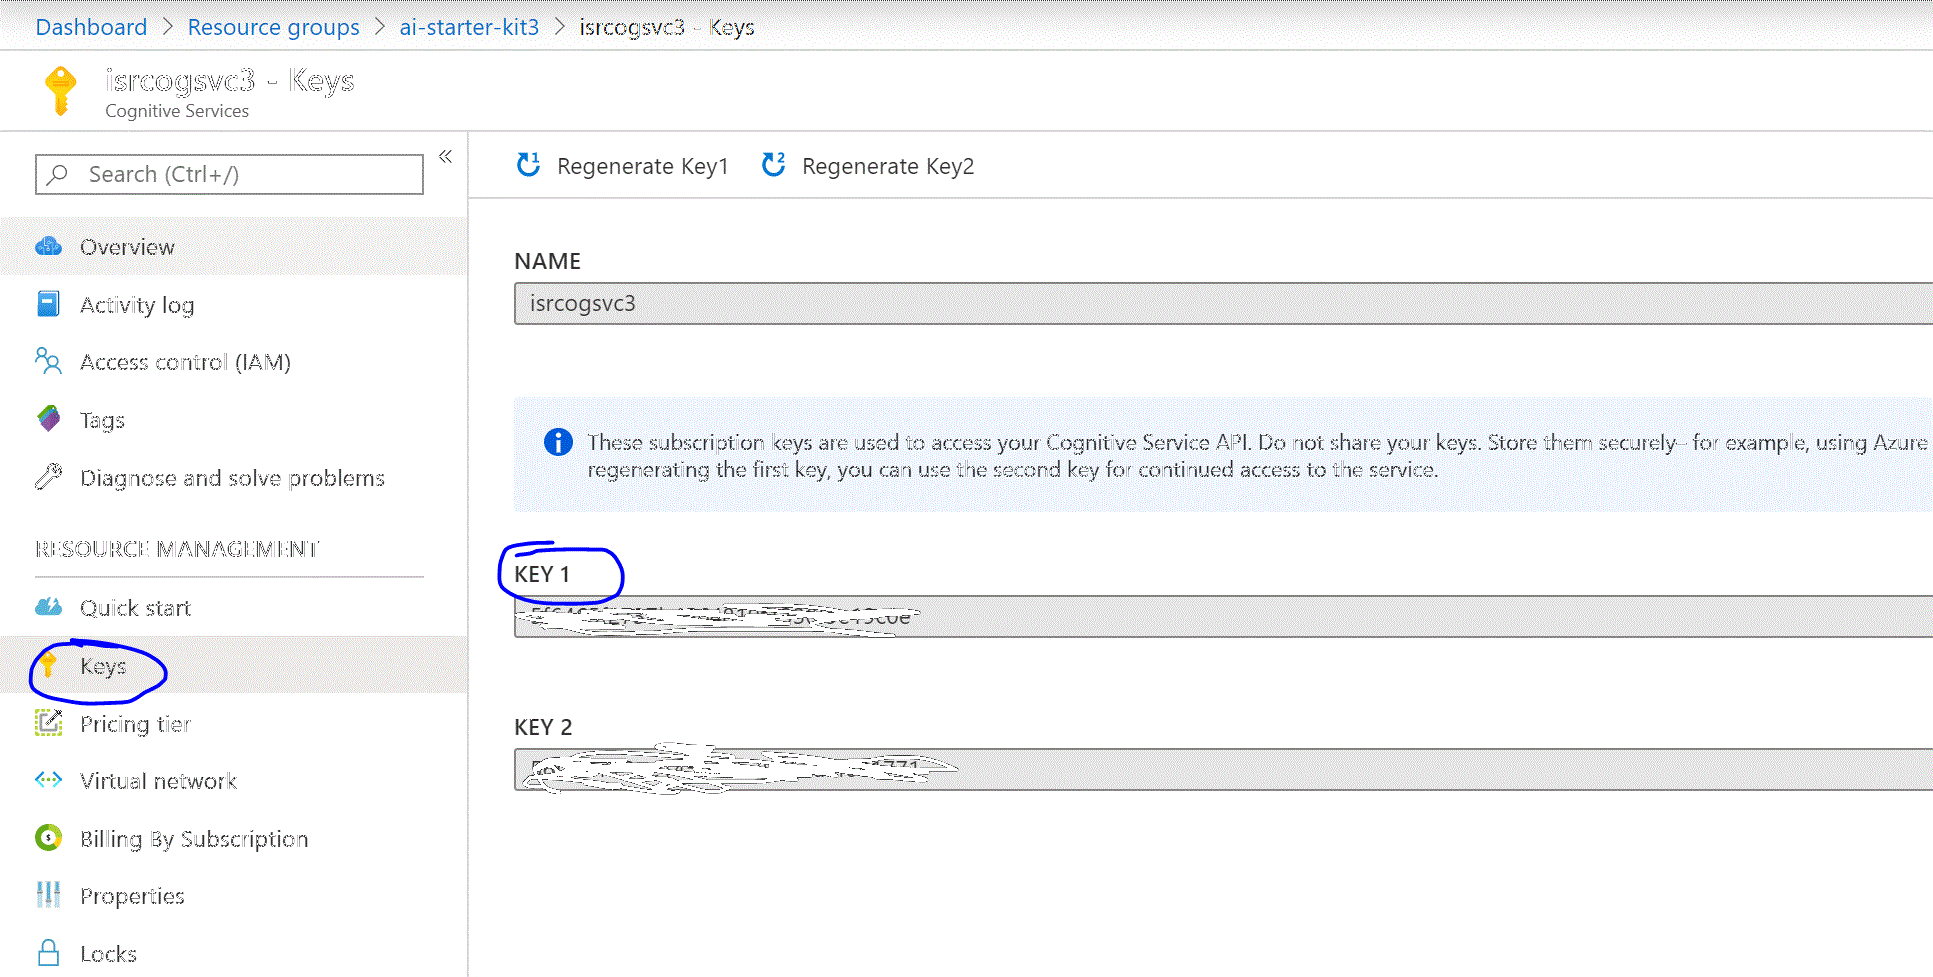 Dashboard > Resource groups > ai-starter-kit3 > isrcogsvc3 - Keys
isrcogsvc3 - Keys
Cognitive Services
Search (Ctrl+/)
«
Overview
Activity log
Access control (IAM)
Tags
Diagnose and solve problems
RESOURCE MANAGEMENT
Quick start
Keys
Pricing tier
Virtual network
Billing By Subscription
Properties
Locks
Regenerate Key1 Regenerate Key2
NAME
isrcogsvc3
These subscription keys are used to access your Cognitive Service API. Do not share your keys. Store them securely– for example, using Azure
regenerating the first key, you can use the second key for continued access to the service.
KEY 1
KEY 2